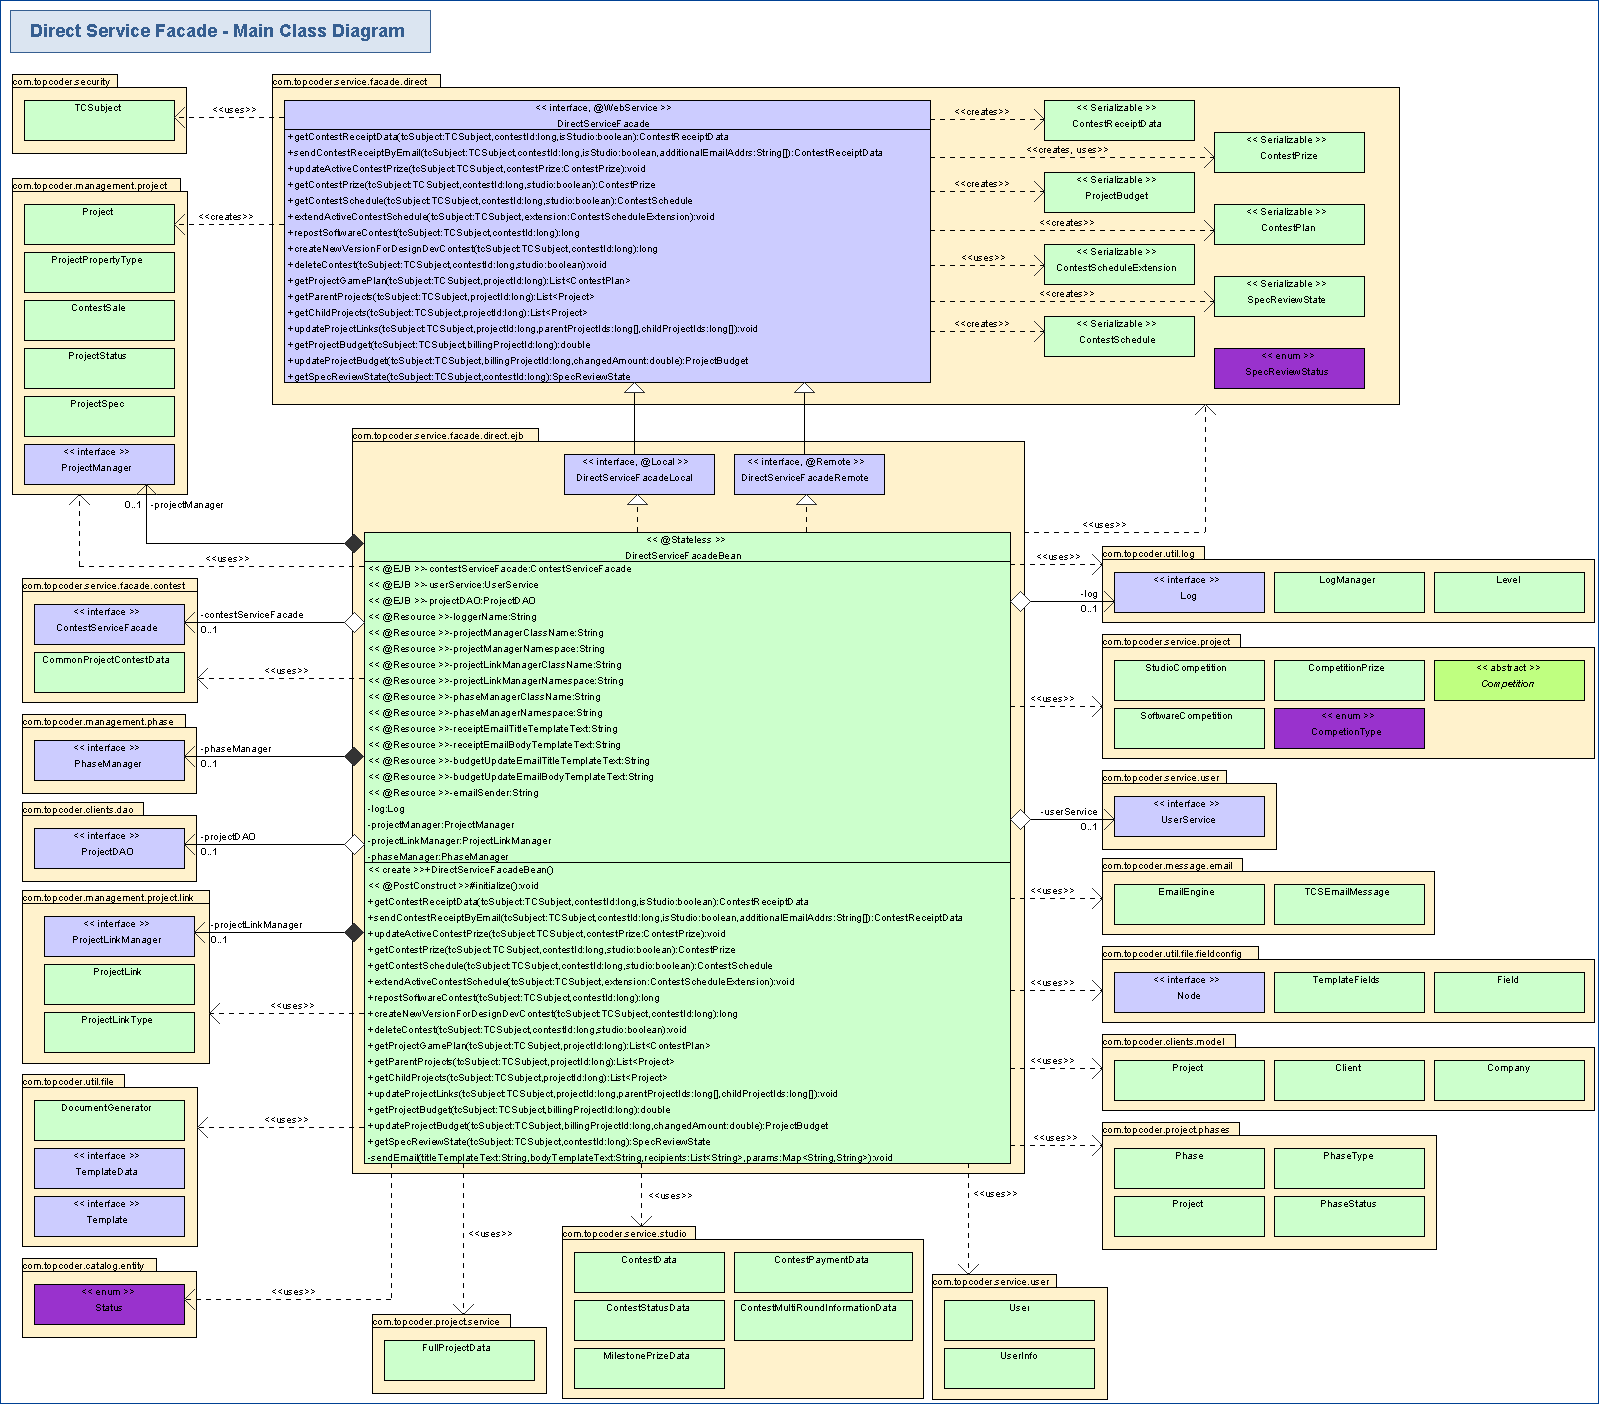 Direct Service Facade - Main Class Diagram
com.topcoder.security
TCSubject
<<uses>>
com.topcoder.service.facade.direct
<< interface, @WebService >>
DirectServiceFacade
+getContestReceiptData(tcSubject:TCSubject,contestId:long,isStudio:boolean):ContestReceiptData
+sendContestReceiptByEmail(tcSubject:TCSubject,contestId:long,isStudio:boolean,additionalEmailAddrs:String[]):ContestReceiptData
+updateActiveContestPrize(tcSubject:TCSubject,contestPrize:ContestPrize):void
+getContestPrize(tcSubject:TCSubject,contestId:long,studio:boolean):ContestPrize
+getContestSchedule(tcSubject:TCSubject,contestId:long,studio:boolean):ContestSchedule
+extendActiveContestSchedule(tcSubject:TCSubject,extension:ContestScheduleExtension):void
+repostSoftwareContest(tcSubject:TCSubject,contestId:long):long
+createNewVersionForDesignDevContest(tcSubject:TCSubject,contestId:long):long
+deleteContest(tcSubject:TCSubject,contestId:long,studio:boolean):void
+getProjectGamePlan(tcSubject:TCSubject,projectId:long):List<ContestPlan>
+getParentProjects(tcSubject:TCSubject,projectId:long):List<Project>
+getChildProjects(tcSubject:TCSubject,projectId:long):List<Project>
+updateProjectLinks(tcSubject:TCSubject,projectId:long,parentProjectIds:long[],childProjectIds:long[]):void
+getProjectBudget(tcSubject:TCSubject,billingProjectId:long):double
+updateProjectBudget(tcSubject:TCSubject,billingProjectId:long,changedAmount:double):ProjectBudget
+getSpecReviewState(tcSubject:TCSubject,contestId:long):SpecReviewState
<<creates>>
<< Serializable >>
ContestReceiptData
<<creates, uses>>
<< Serializable >>
ContestPrize
<<creates>>
<< Serializable >>
ProjectBudget
<<creates>>
<< Serializable >>
ContestPlan
<<uses>>
<< Serializable >>
ContestScheduleExtension
<<creates>>
<< Serializable >>
SpecReviewState
<<creates>>
<< Serializable >>
ContestSchedule
<< enum >>
SpecReviewStatus
com.topcoder.management.project
Project
<<creates>>
ProjectPropertyType
ContestSale
ProjectStatus
ProjectSpec
<< interface >>
ProjectManager
0..1
-projectManager
<<uses>>
com.topcoder.service.facade.direct.ejb
<< interface, @Local >>
DirectServiceFacadeLocal
<< interface, @Remote >>
DirectServiceFacadeRemote
<<uses>>
<< @Stateless >>
DirectServiceFacadeBean
<< @EJB >>-contestServiceFacade:ContestServiceFacade
<< @EJB >>-userService:UserService
<< @EJB >>-projectDAO:ProjectDAO
<< @Resource >>-loggerName:String
<< @Resource >>-projectManagerClassName:String
<< @Resource >>-projectManagerNamespace:String
<< @Resource >>-projectLinkManagerClassName:String
<< @Resource >>-projectLinkManagerNamespace:String
<< @Resource >>-phaseManagerClassName:String
<< @Resource >>-phaseManagerNamespace:String
<< @Resource >>-receiptEmailTitleTemplateText:String
<< @Resource >>-receiptEmailBodyTemplateText:String
<< @Resource >>-budgetUpdateEmailTitleTemplateText:String
<< @Resource >>-budgetUpdateEmailBodyTemplateText:String
<< @Resource >>-emailSender:String
-log:Log
-projectManager:ProjectManager
-projectLinkManager:ProjectLinkManager
-phaseManager:PhaseManager
<< create >>+DirectServiceFacadeBean()
<< @PostConstruct >>#initialize():void
+getContestReceiptData(tcSubject:TCSubject,contestId:long,isStudio:boolean):ContestReceiptData
+sendContestReceiptByEmail(tcSubject:TCSubject,contestId:long,isStudio:boolean,additionalEmailAddrs:String[]):ContestReceiptData
+updateActiveContestPrize(tcSubject:TCSubject,contestPrize:ContestPrize):void
+getContestPrize(tcSubject:TCSubject,contestId:long,studio:boolean):ContestPrize
+getContestSchedule(tcSubject:TCSubject,contestId:long,studio:boolean):ContestSchedule
+extendActiveContestSchedule(tcSubject:TCSubject,extension:ContestScheduleExtension):void
+repostSoftwareContest(tcSubject:TCSubject,contestId:long):long
+createNewVersionForDesignDevContest(tcSubject:TCSubject,contestId:long):long
+deleteContest(tcSubject:TCSubject,contestId:long,studio:boolean):void
+getProjectGamePlan(tcSubject:TCSubject,projectId:long):List<ContestPlan>
+getParentProjects(tcSubject:TCSubject,projectId:long):List<Project>
+getChildProjects(tcSubject:TCSubject,projectId:long):List<Project>
+updateProjectLinks(tcSubject:TCSubject,projectId:long,parentProjectIds:long[],childProjectIds:long[]):void
+getProjectBudget(tcSubject:TCSubject,billingProjectId:long):double
+updateProjectBudget(tcSubject:TCSubject,billingProjectId:long,changedAmount:double):ProjectBudget
+getSpecReviewState(tcSubject:TCSubject,contestId:long):SpecReviewState
-sendEmail(titleTemplateText:String,bodyTemplateText:String,recipients:List<String>,params:Map<String,String>):void
com.topcoder.service.facade.contest
<< interface >>
ContestServiceFacade
-contestServiceFacade
0..1
CommonProjectContestData
<<uses>>
com.topcoder.management.phase
<< interface >>
PhaseManager
-phaseManager
0..1
com.topcoder.clients.dao
<< interface >>
ProjectDAO
-projectDAO
0..1
com.topcoder.management.project.link
<< interface >>
ProjectLinkManager
-projectLinkManager
0..1
ProjectLink
ProjectLinkType
<<uses>>
com.topcoder.util.file
DocumentGenerator
<<uses>>
<< interface >>
TemplateData
<< interface >>
Template
com.topcoder.catalog.entity
<< enum >>
Status
<<uses>>
<<uses>>
com.topcoder.util.log
<< interface >>
Log
LogManager
Level
-log
0..1
com.topcoder.service.project
StudioCompetition
CompetitionPrize
<< abstract >>
Competition
<<uses>>
SoftwareCompetition
<< enum >>
CompetionType
com.topcoder.service.user
<< interface >>
UserService
-userService
0..1
com.topcoder.message.email
EmailEngine
TCSEmailMessage
<<uses>>
com.topcoder.util.file.fieldconfig
<< interface >>
Node
TemplateFields
Field
<<uses>>
com.topcoder.clients.model
Project
Client
Company
<<uses>>
com.topcoder.project.phases
Phase
PhaseType
Project
PhaseStatus
<<uses>>
<<uses>>
com.topcoder.project.service
FullProjectData
<<uses>>
com.topcoder.service.studio
ContestData
ContestPaymentData
ContestStatusData
ContestMultiRoundInformationData
MilestonePrizeData
<<uses>>
com.topcoder.service.user
User
UserInfo